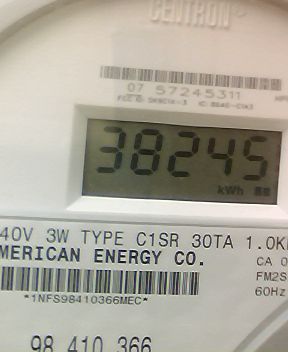 CENTRON
07 57245311
38245
kWh
40V 3W TYPE C1SR 30TA 1.0K
MERICAN ENERGY CO.
CA 0
FM2S
60Hz
*1NFS98410366MEC*
98 410 366